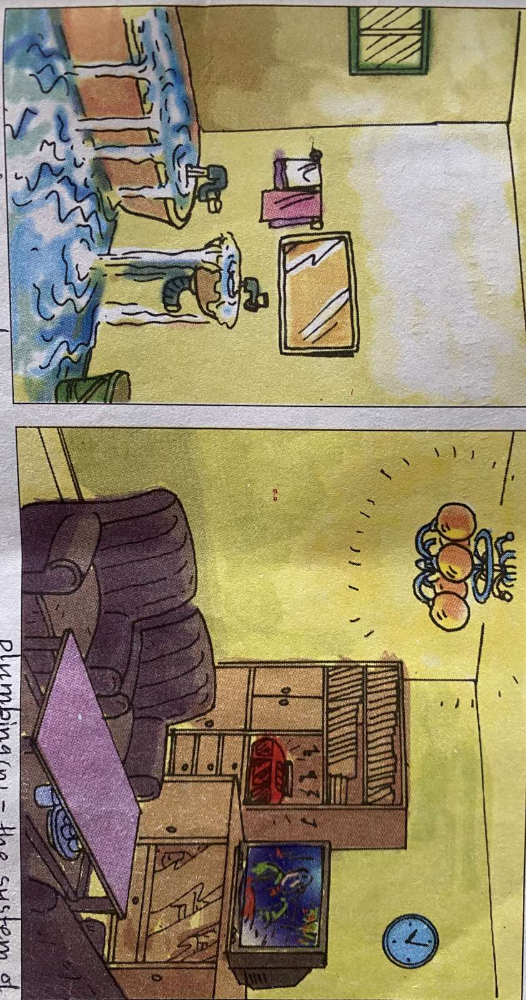 Plumbing(n) - the system of